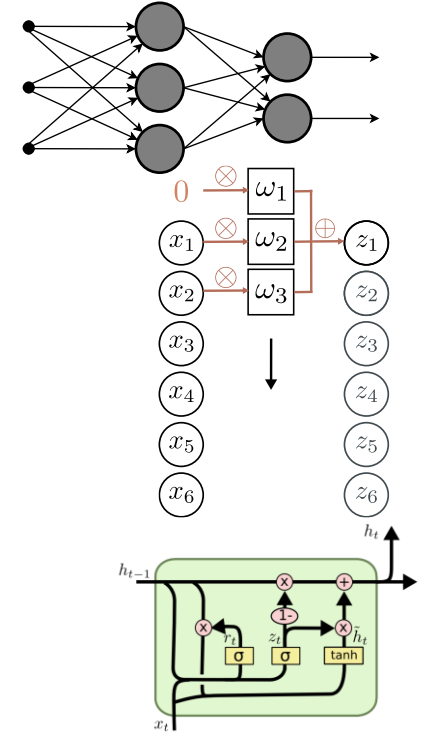 0 ⊗ ω₁
x₁ ⊗ ω₂ ⊕ z₁
x₂ ⊗ ω₃ z₂
x₃ z₃
x₄ z₄
x₅ z₅
x₆ z₆
hₜ
hₜ₋₁
x +
1-
x rₜ zₜ x h̃ₜ
σ σ tanh
xₜ